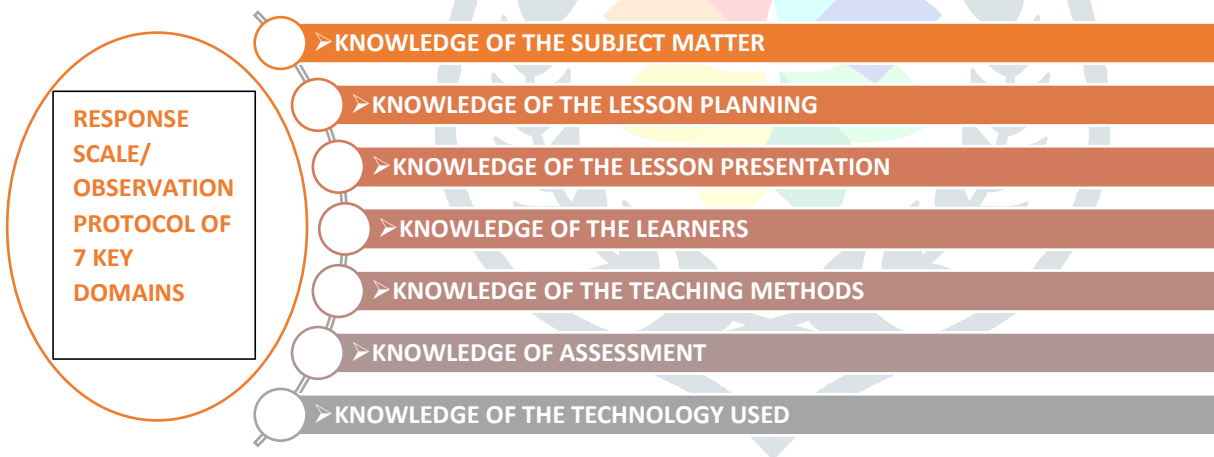 RESPONSE
SCALE/
OBSERVATION
PROTOCOL OF
7 KEY
DOMAINS
➢KNOWLEDGE OF THE SUBJECT MATTER
➢KNOWLEDGE OF THE LESSON PLANNING
➢KNOWLEDGE OF THE LESSON PRESENTATION
➢KNOWLEDGE OF THE LEARNERS
➢KNOWLEDGE OF THE TEACHING METHODS
➢KNOWLEDGE OF ASSESSMENT
➢KNOWLEDGE OF THE TECHNOLOGY USED